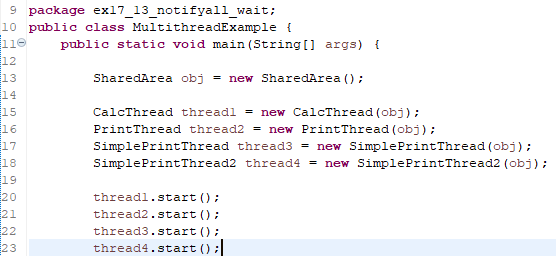 9 package ex17_13_notifyall_wait;
10 public class MultithreadExample {
11 public static void main(String[] args) {
12
13 SharedArea obj = new SharedArea();
14
15 CalcThread thread1 = new CalcThread(obj);
16 PrintThread thread2 = new PrintThread(obj);
17 SimplePrintThread thread3 = new SimplePrintThread(obj);
18 SimplePrintThread2 thread4 = new SimplePrintThread2(obj);
19
20 thread1.start();
21 thread2.start();
22 thread3.start();
23 thread4.start();